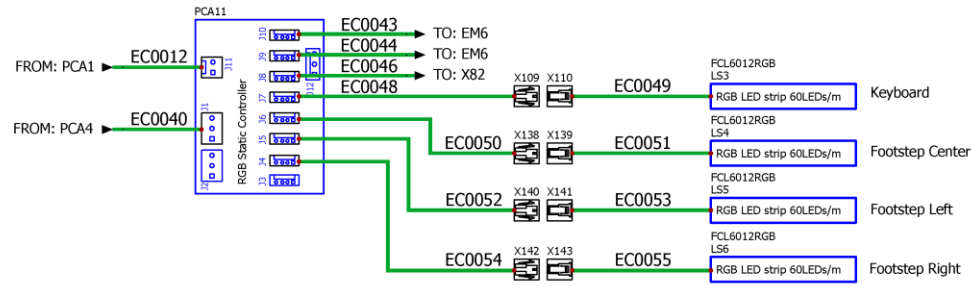 PCA11
J10
EC0043
TO: EM6
J9
EC0044
TO: EM6
FROM: PCA1
EC0012
J11
J8
J12
EC0046
TO: X82
J7
EC0048
X109
X110
EC0049
FCL6012RGB
LS3
RGB LED strip 60LEDs/m
Keyboard
FROM: PCA4
EC0040
J1
J2
RGB Static Controller
J6
EC0050
X138
X139
EC0051
FCL6012RGB
LS4
RGB LED strip 60LEDs/m
Footstep Center
J5
EC0052
X140
X141
EC0053
FCL6012RGB
LS5
RGB LED strip 60LEDs/m
Footstep Left
J4
J3
EC0054
X142
X143
EC0055
FCL6012RGB
LS6
RGB LED strip 60LEDs/m
Footstep Right